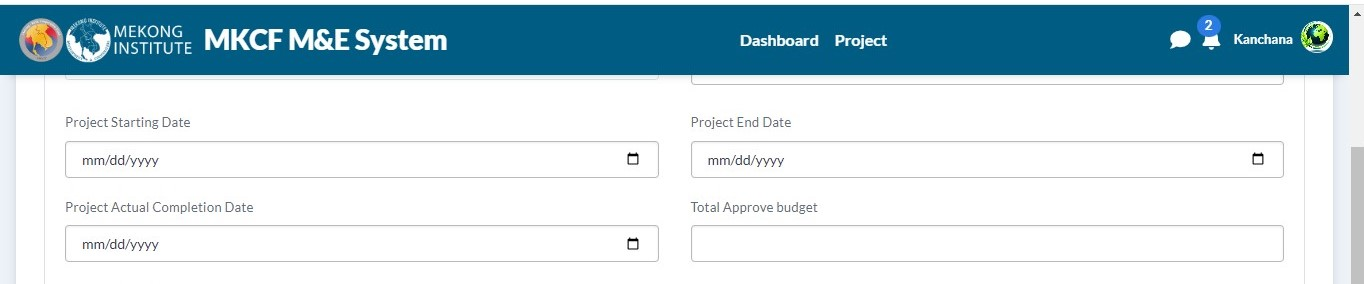 MEKONG
INSTITUTE
MKCF M&E System
Dashboard Project
2
Kanchana
Project Starting Date
Project End Date
mm/dd/yyyy
mm/dd/yyyy
Project Actual Completion Date
Total Approve budget
mm/dd/yyyy